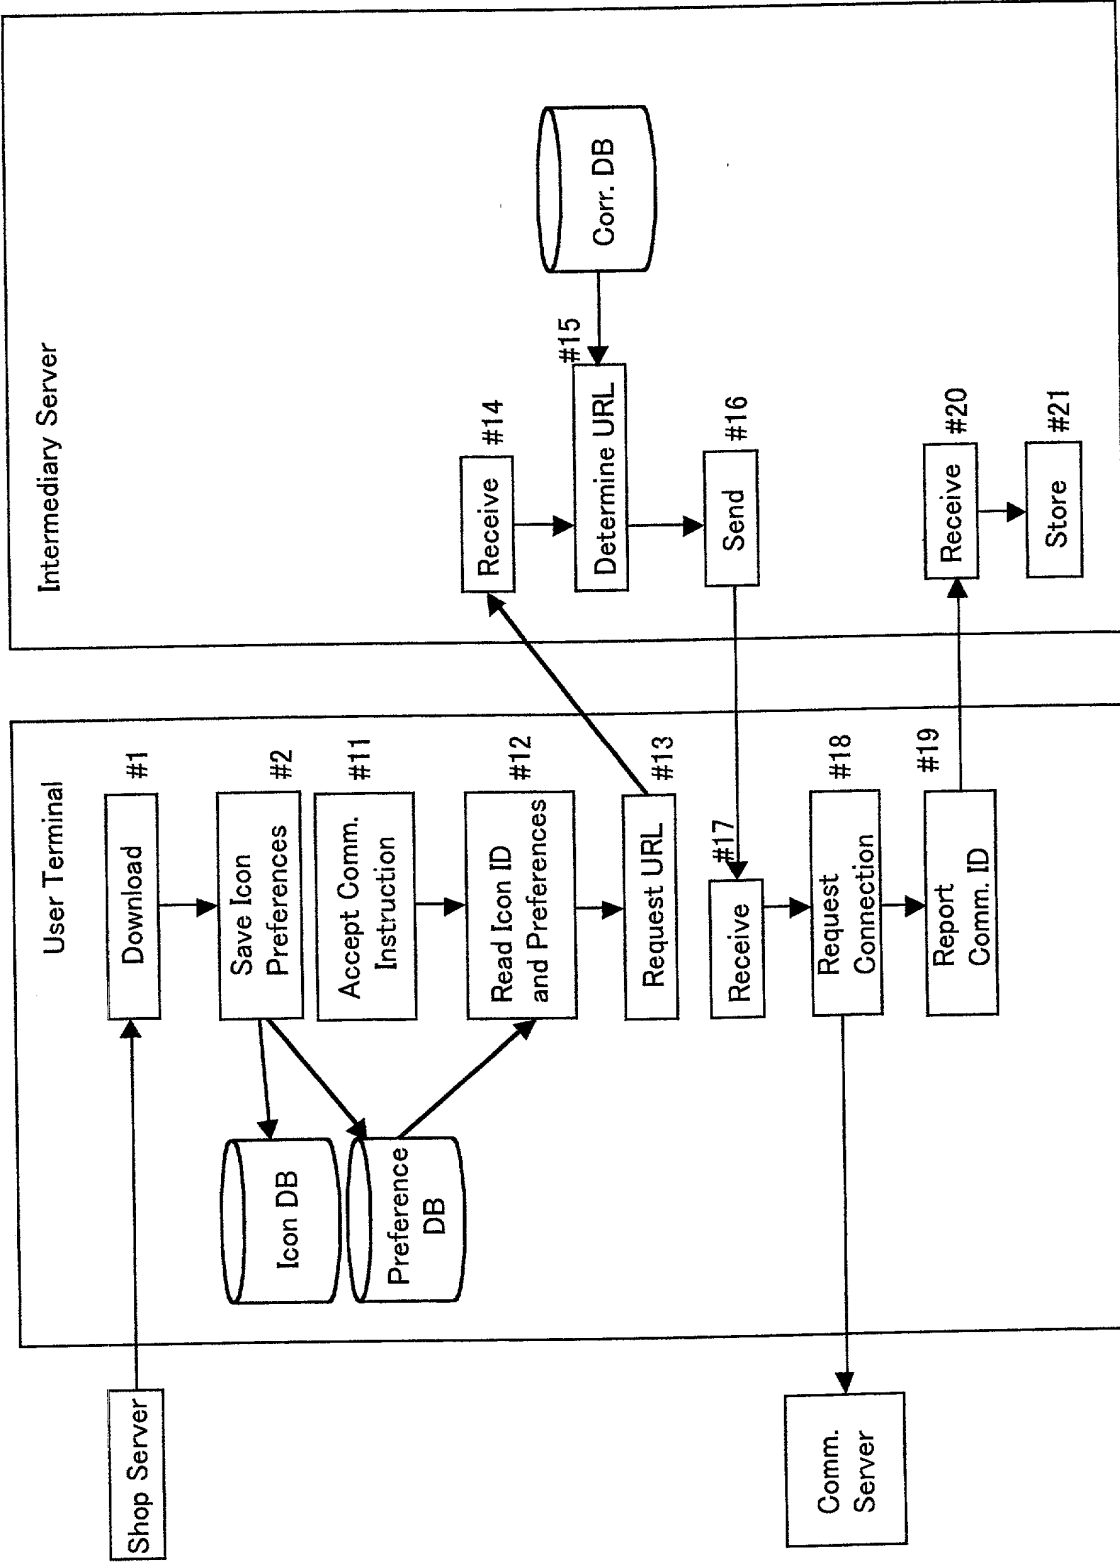 User Terminal
Intermediary Server
Shop Server
Download
#1
Save Icon
Preferences
#2
Icon DB
Accept Comm.
Instruction
#11
Preference
DB
Read Icon ID
and Preferences
#12
Request URL
#13
Receive
#14
Determine URL
#15
Corr. DB
Send
#16
Receive
#17
Request
Connection
#18
Comm.
Server
Report
Comm. ID
#19
Receive
#20
Store
#21